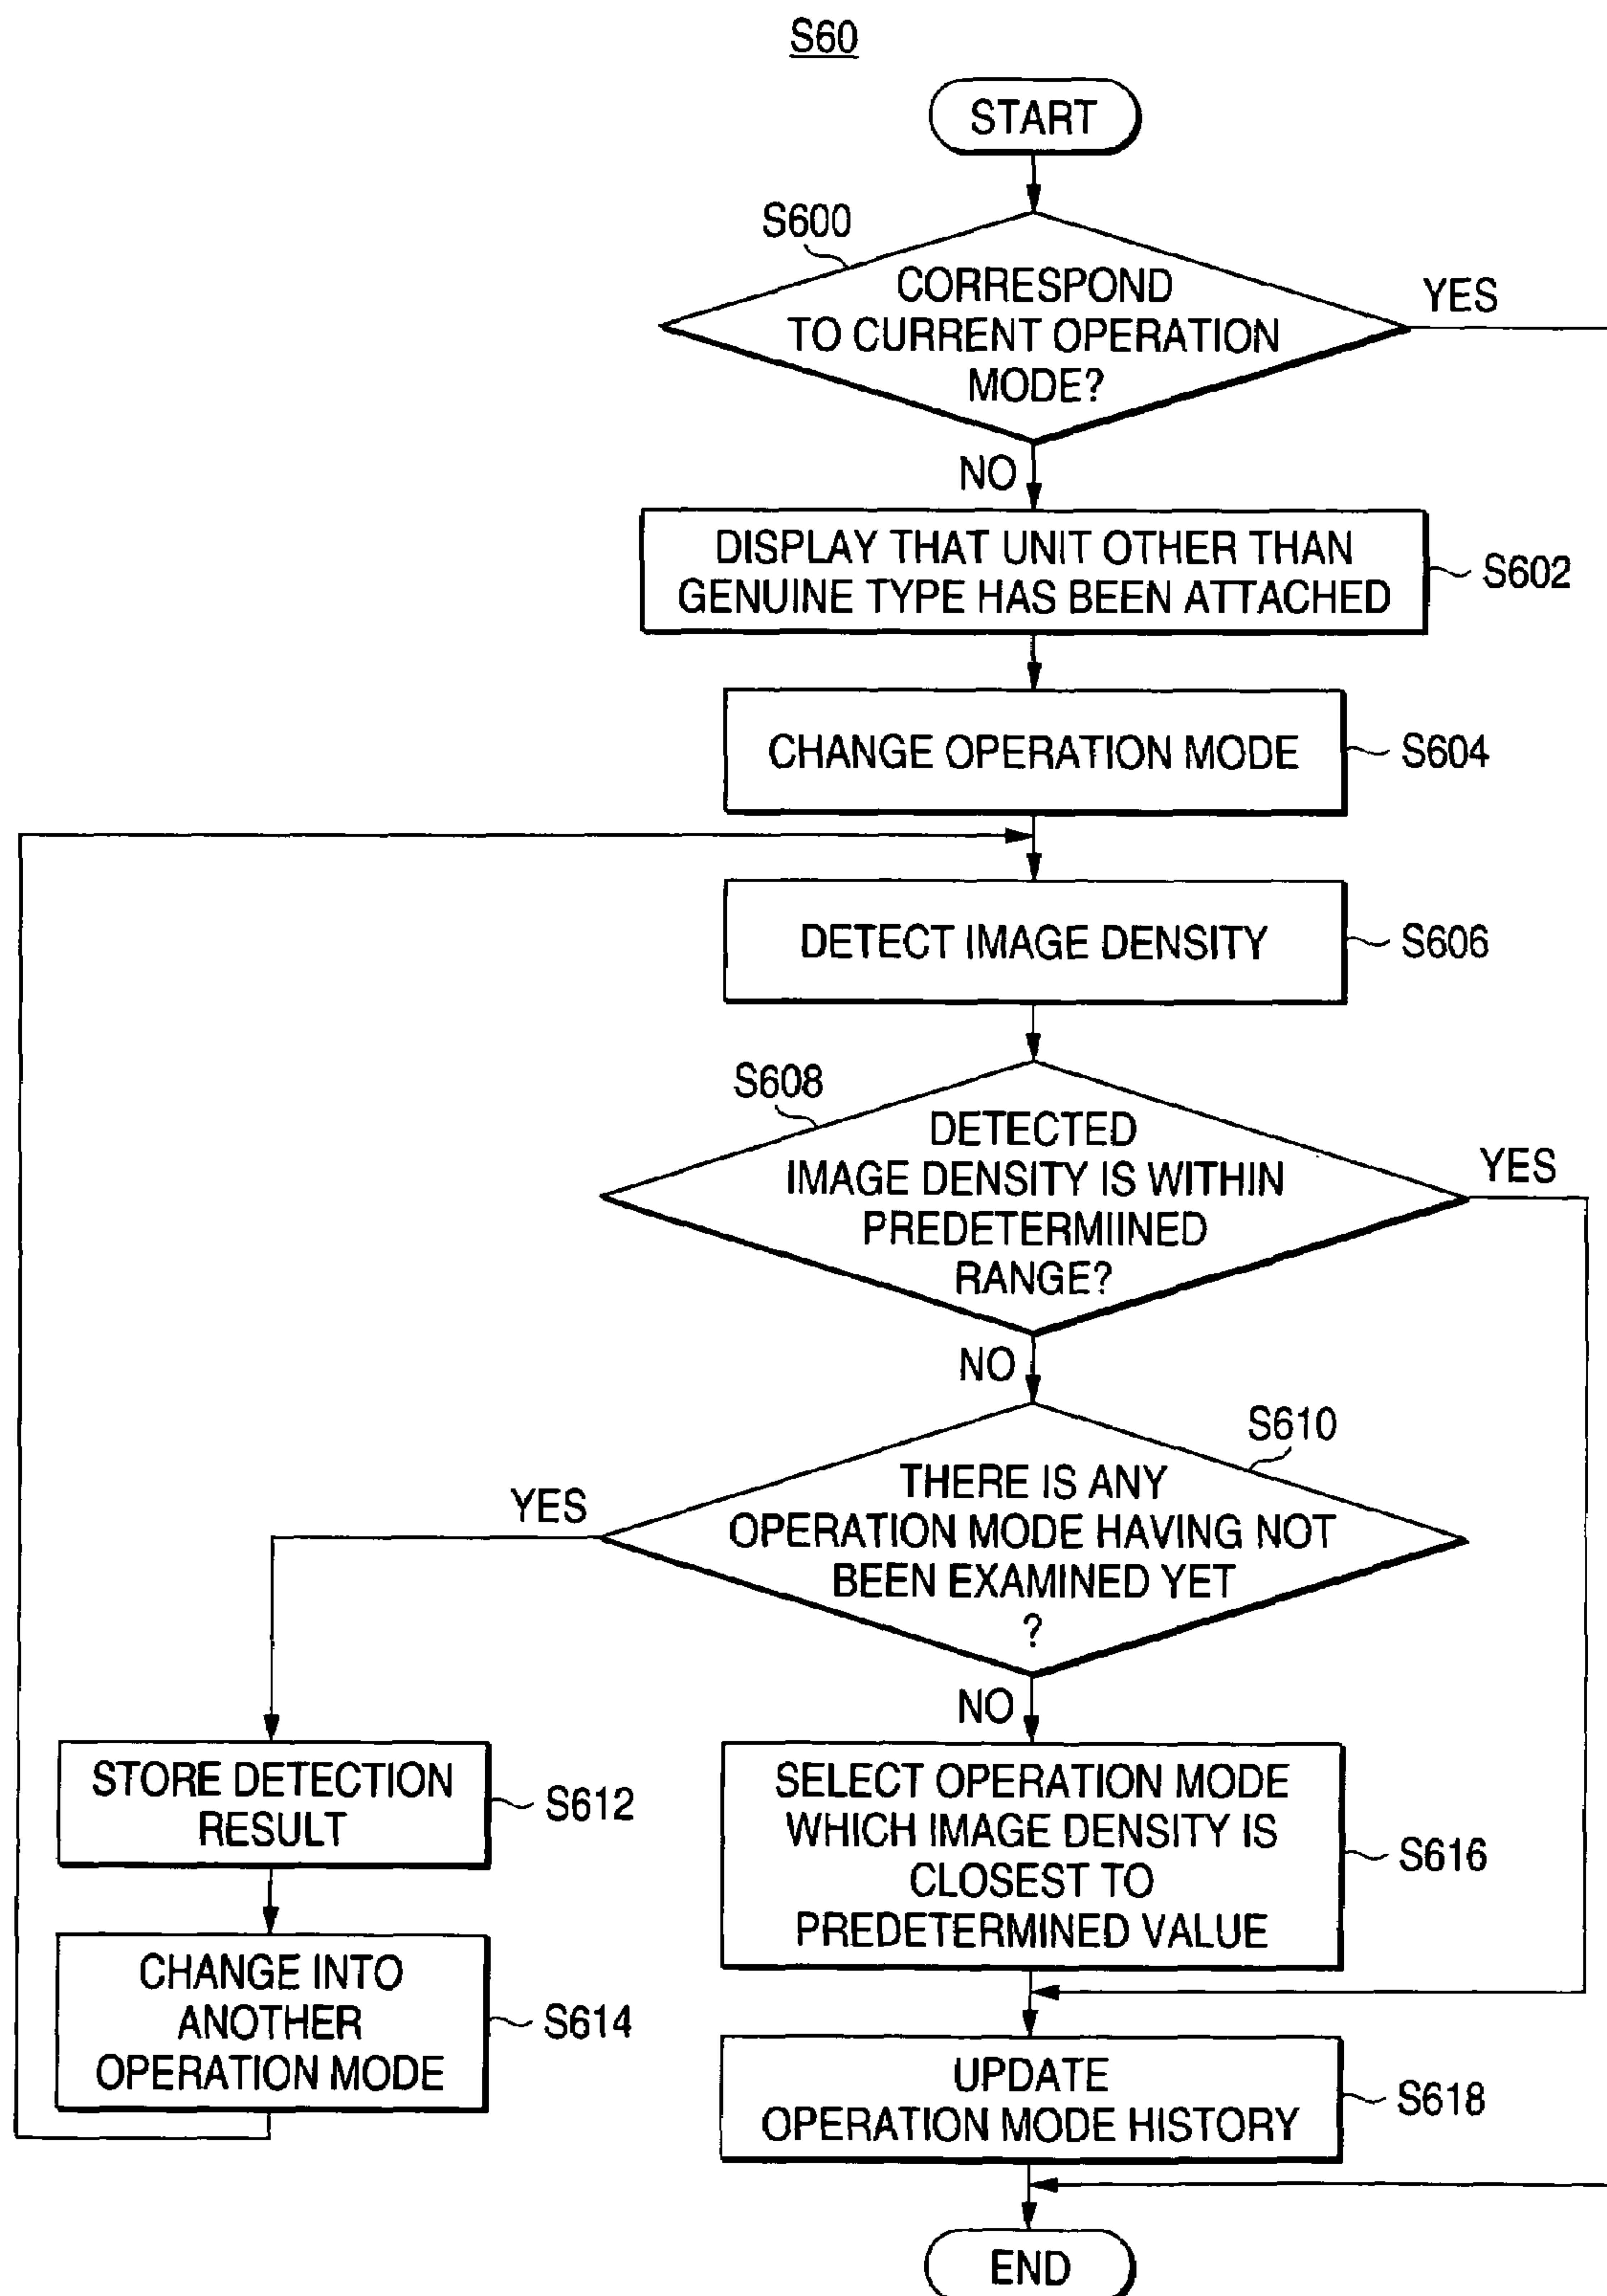 S60
START
S600
CORRESPOND
TO CURRENT OPERATION
MODE?
YES
NO
DISPLAY THAT UNIT OTHER THAN
GENUINE TYPE HAS BEEN ATTACHED
S602
CHANGE OPERATION MODE
S604
DETECT IMAGE DENSITY
S606
S608
DETECTED
IMAGE DENSITY IS WITHIN
PREDETERMIINED
RANGE?
YES
NO
S610
THERE IS ANY
OPERATION MODE HAVING NOT
BEEN EXAMINED YET
?
YES
NO
STORE DETECTION
RESULT
S612
SELECT OPERATION MODE
WHICH IMAGE DENSITY IS
CLOSEST TO
PREDETERMINED VALUE
S616
CHANGE INTO
ANOTHER
OPERATION MODE
S614
UPDATE
OPERATION MODE HISTORY
S618
END